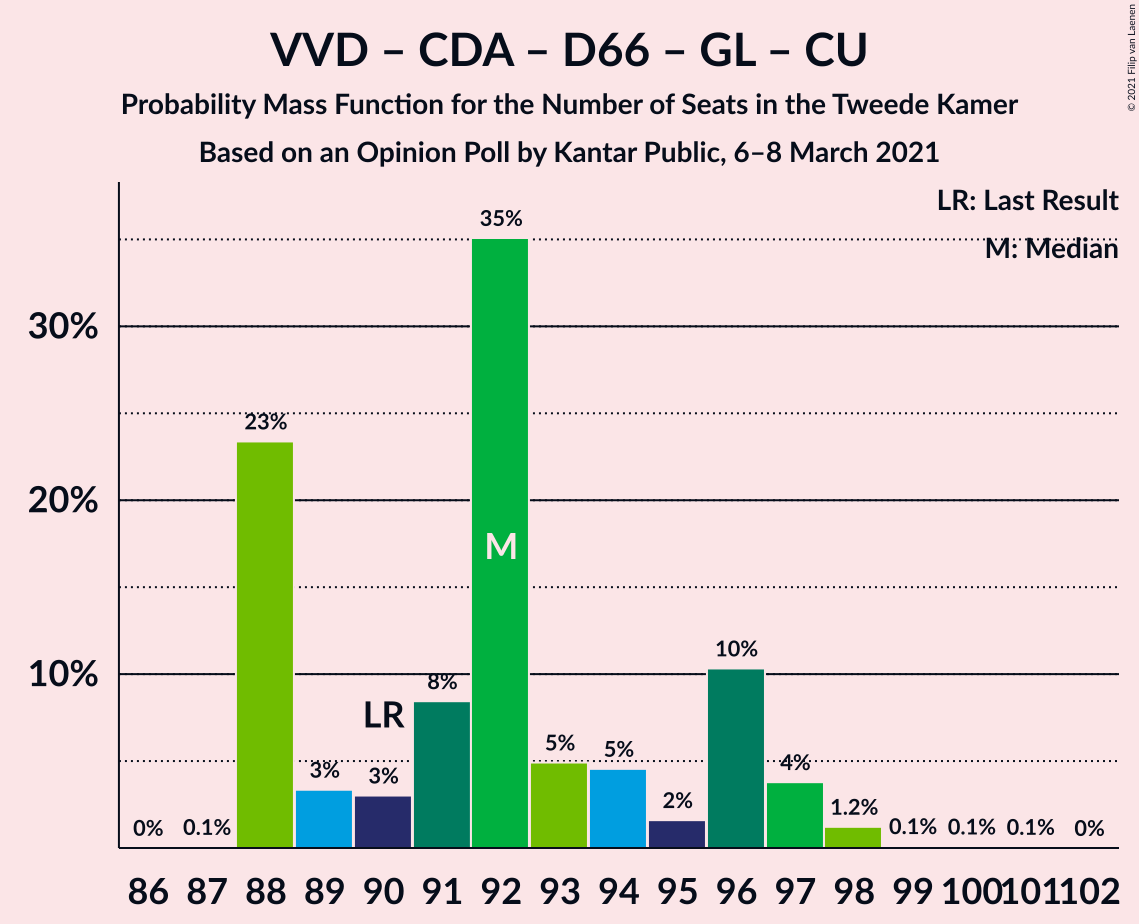 © 2021 Filip van Laenen
VVD – CDA – D66 – GL – CU
Probability Mass Function for the Number of Seats in the Tweede Kamer
Based on an Opinion Poll by Kantar Public, 6–8 March 2021
LR: Last Result
M: Median
30%
20%
10%
0% 0.1% 23% 3% 3% 8% 35% 5% 5% 2% 10% 4% 1.2% 0.1% 0.1% 0.1% 0%
LR
M
86 87 88 89 90 91 92 93 94 95 96 97 98 99 100 101 102